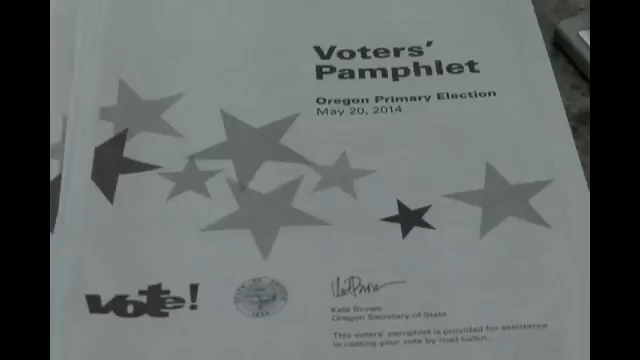 Voters'
Pamphlet
Oregon Primary Election
May 20, 2014
vote!
Kate Brown
Oregon Secretary of State
This voters' pamphlet is provided for assistance
in casting your vote by mail ballot.